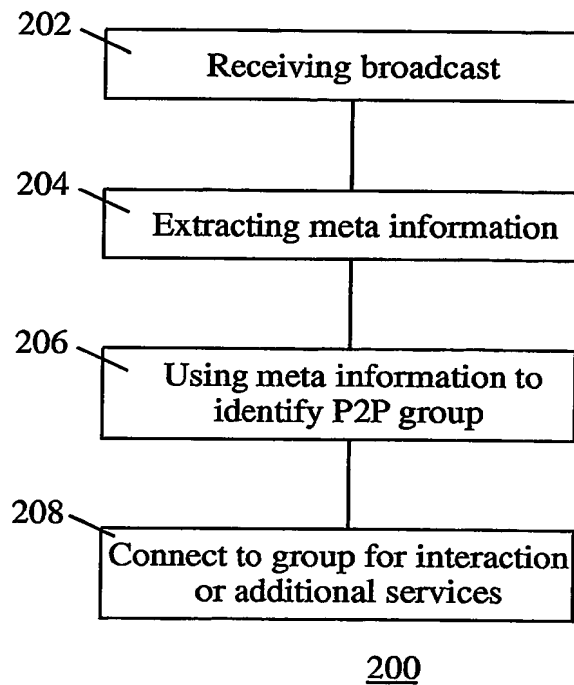 202
Receiving broadcast
204
Extracting meta information
206
Using meta information to
identify P2P group
208
Connect to group for interaction
or additional services
200